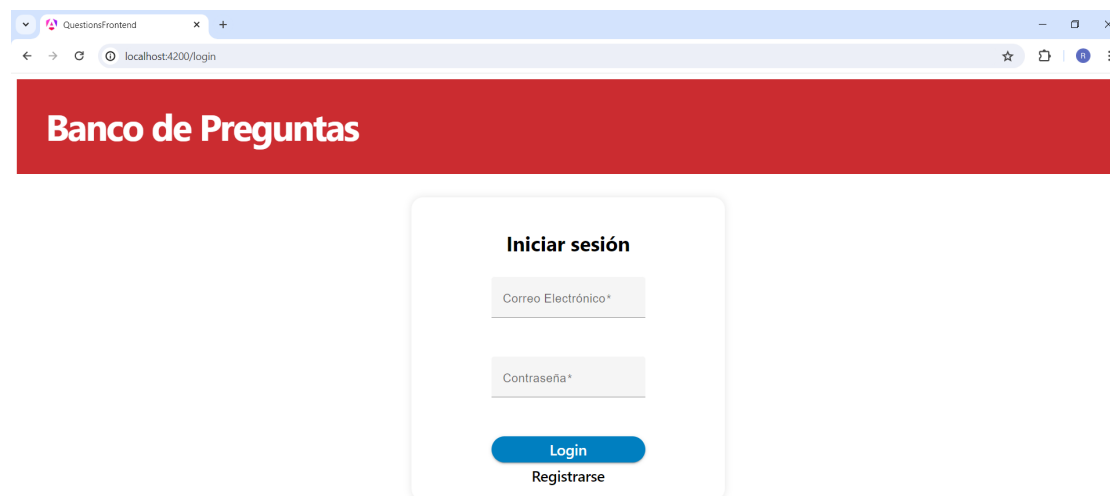 QuestionsFrontend
localhost:4200/login
R
Banco de Preguntas
Iniciar sesión
Correo Electrónico*
Contraseña*
Login
Registrarse